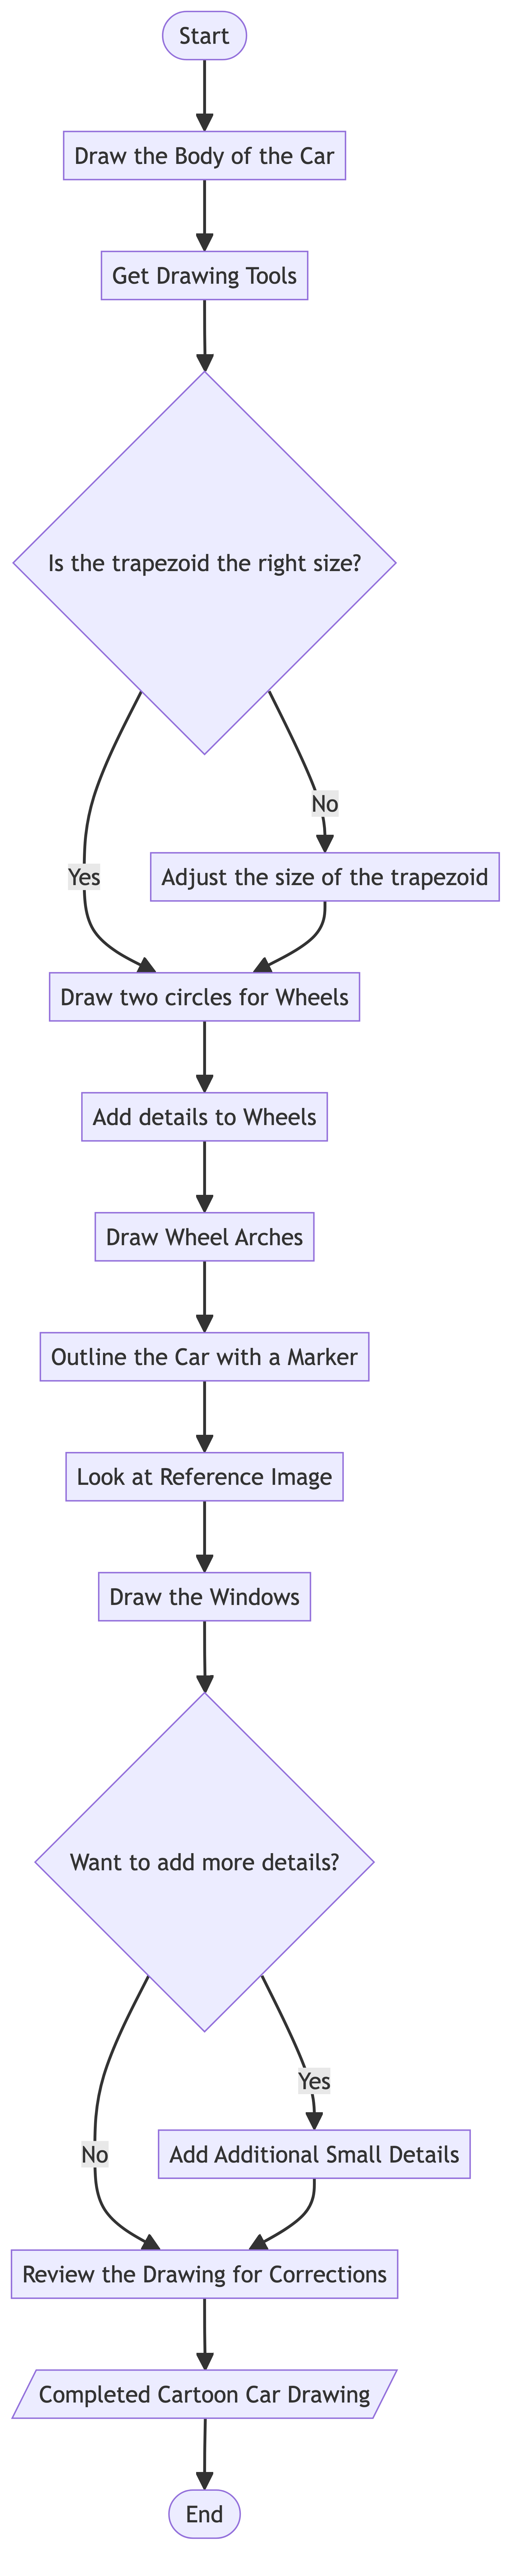 Start
Draw the Body of the Car
Get Drawing Tools
Is the trapezoid the right size?
No
Yes
Adjust the size of the trapezoid
Draw two circles for Wheels
Add details to Wheels
Draw Wheel Arches
Outline the Car with a Marker
Look at Reference Image
Draw the Windows
Want to add more details?
Yes
No
Add Additional Small Details
Review the Drawing for Corrections
Completed Cartoon Car Drawing
End